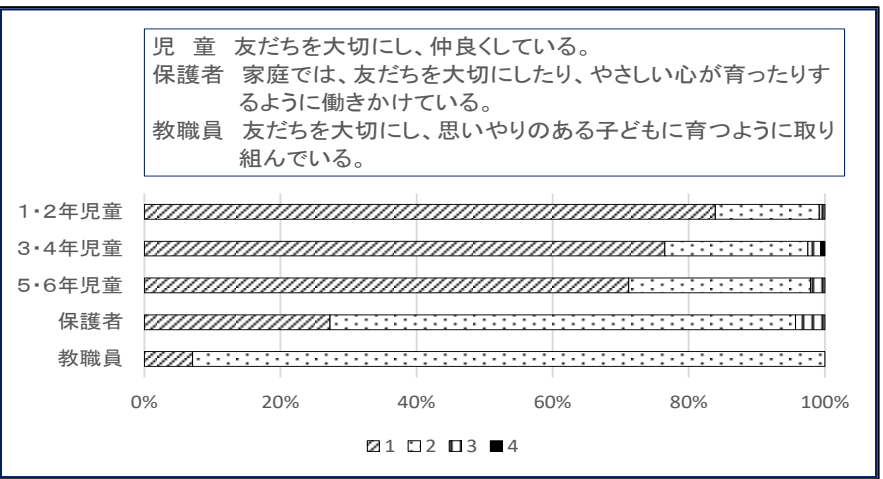 児　童　友だちを大切にし、仲良くしている。
保護者　家庭では、友だちを大切にしたり、やさしい心が育ったりす
るように働きかけている。
教職員　友だちを大切にし、思いやりのある子どもに育つように取り
組んでいる。
１・２年児童
３・４年児童
５・６年児童
保護者
教職員
0% 20% 40% 60% 80% 100%
1 2 3 4